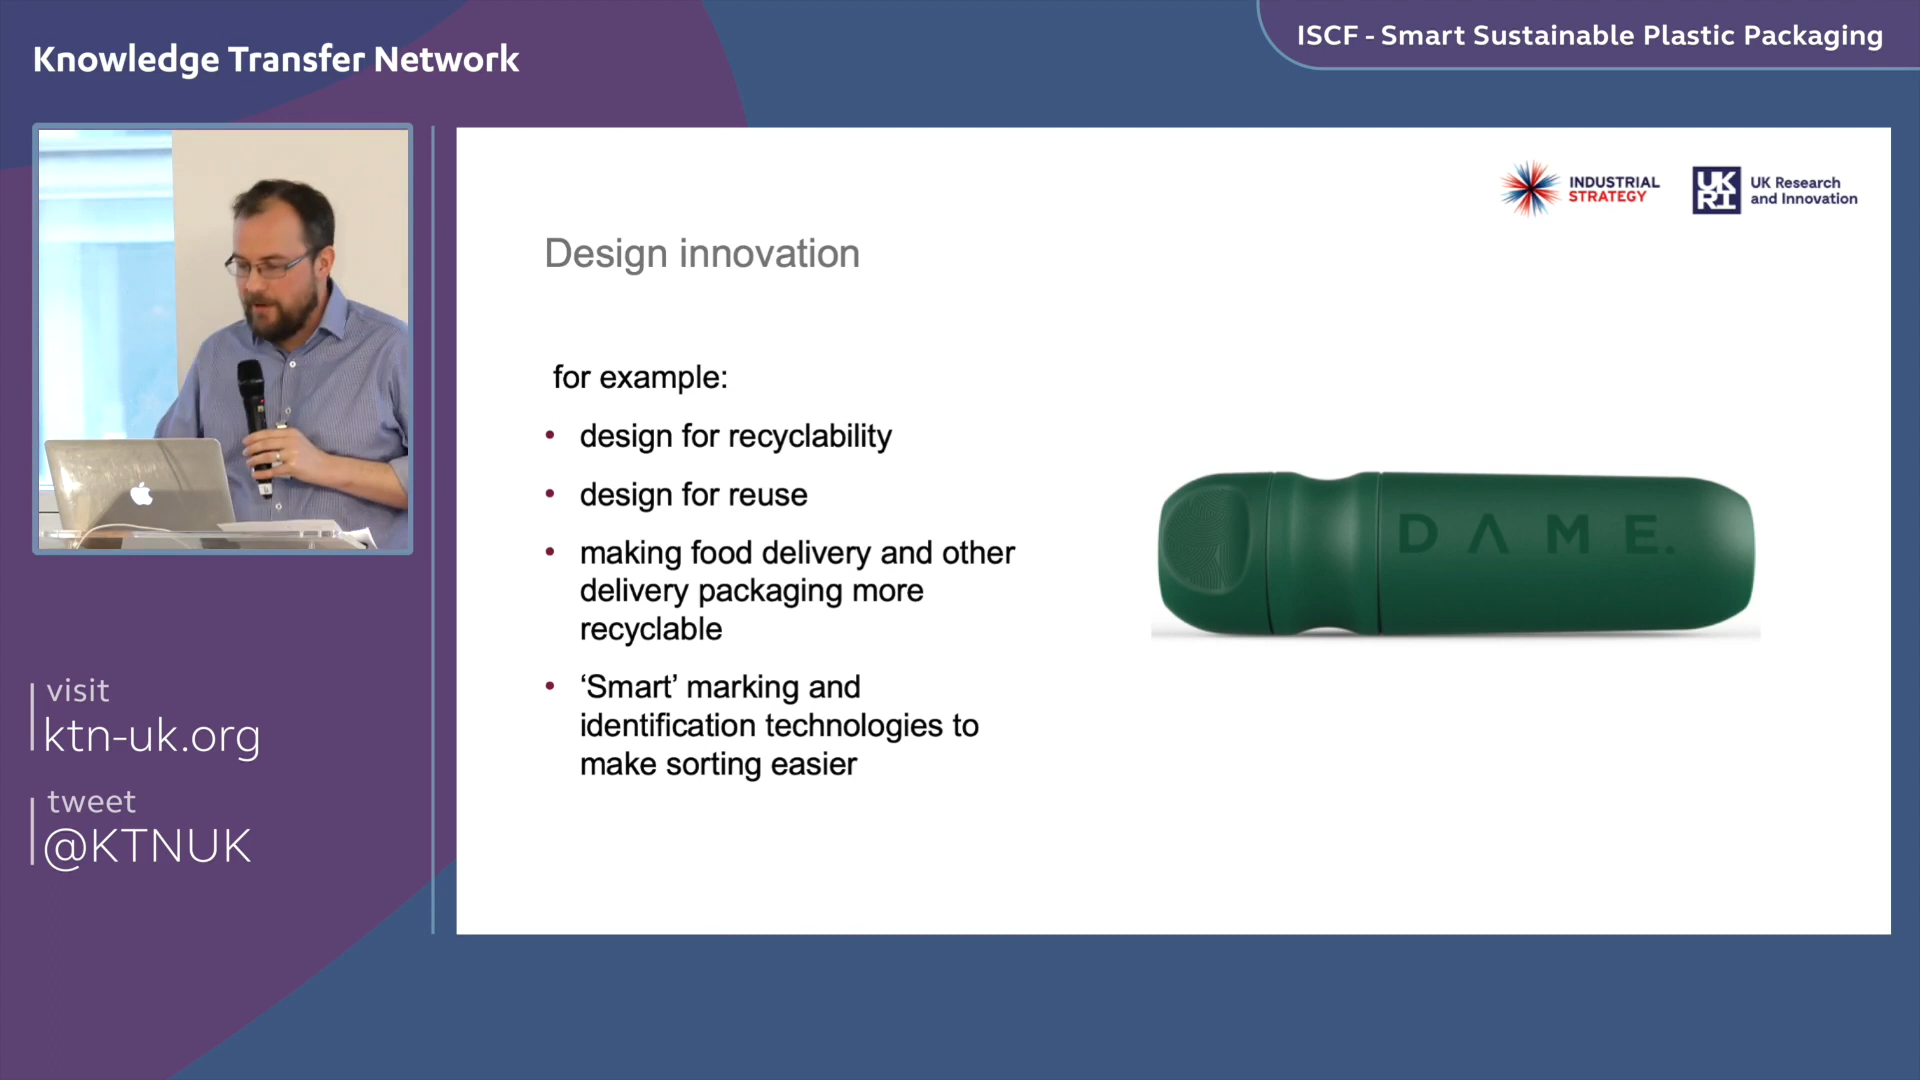 Knowledge Transfer Network
ISCF - Smart Sustainable Plastic Packaging
INDUSTRIAL
STRATEGY
UK
RI
UK Research
and Innovation
Design innovation
for example:
• design for recyclability
• design for reuse
• making food delivery and other
delivery packaging more
recyclable
• ‘Smart’ marking and
identification technologies to
make sorting easier
DΛME.
visit
ktn-uk.org
tweet
@KTNUK